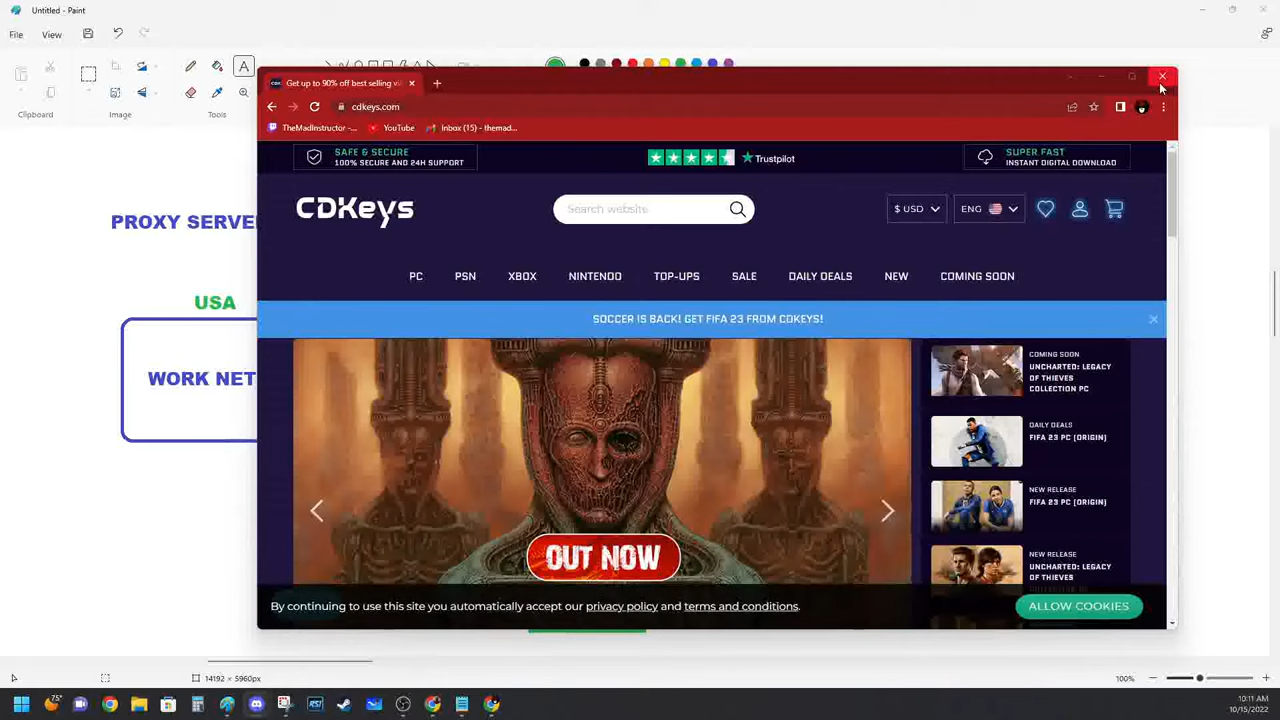 Untitled - Paint
File View
A
Clipboard
Image
Tools
Get up to 90% off best selling vi
cdkeys.com
TheMadInstructor -...
YouTube
Inbox (15) - themad...
SAFE & SECURE
100% SECURE AND 24H SUPPORT
Trustpilot
SUPER FAST
INSTANT DIGITAL DOWNLOAD
CDKeys
Search website
$ USD
ENG
PC PSN XBOX NINTENDO TOP-UPS SALE DAILY DEALS NEW COMING SOON
SOCCER IS BACK! GET FIFA 23 FROM CDKEYS!
COMING SOON
UNCHARTED: LEGACY
OF THIEVES
COLLECTION PC
DAILY DEALS
FIFA 23 PC (ORIGIN)
NEW RELEASE
FIFA 23 PC (ORIGIN)
NEW RELEASE
UNCHARTED: LEGACY
OF THIEVES
OUT NOW
By continuing to use this site you automatically accept our privacy policy and terms and conditions.
ALLOW COOKIES
PROXY SERVE
USA
WORK NET
14192 × 5960px
100%
75°
RSI
10:11 AM
10/15/2022